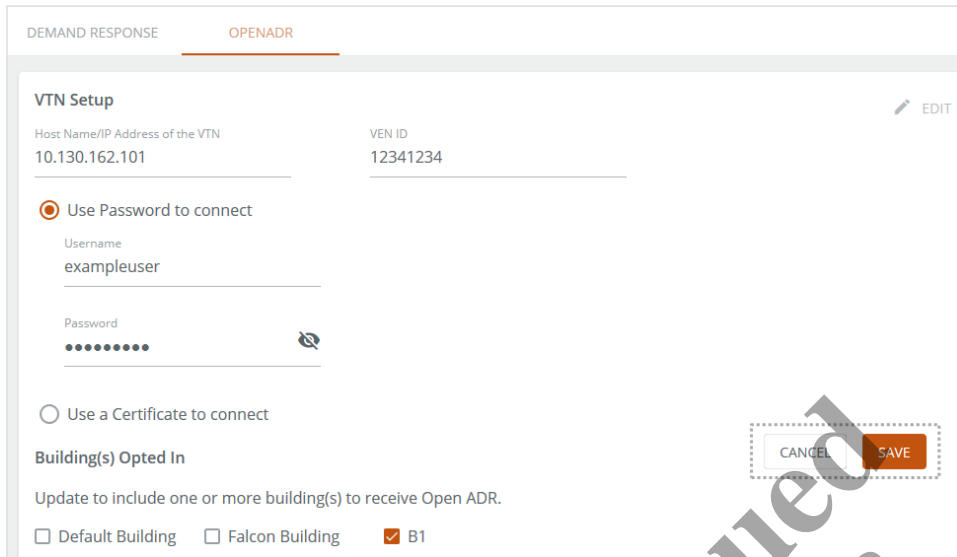 DEMAND RESPONSE OPENADR
VTN Setup
EDIT
Host Name/IP Address of the VTN VEN ID
10.130.162.101 12341234
Use Password to connect
Username
exampleuser
Password
•••••••••
Use a Certificate to connect
CANCEL SAVE
Building(s) Opted In
Update to include one or more building(s) to receive Open ADR.
Default Building Falcon Building B1